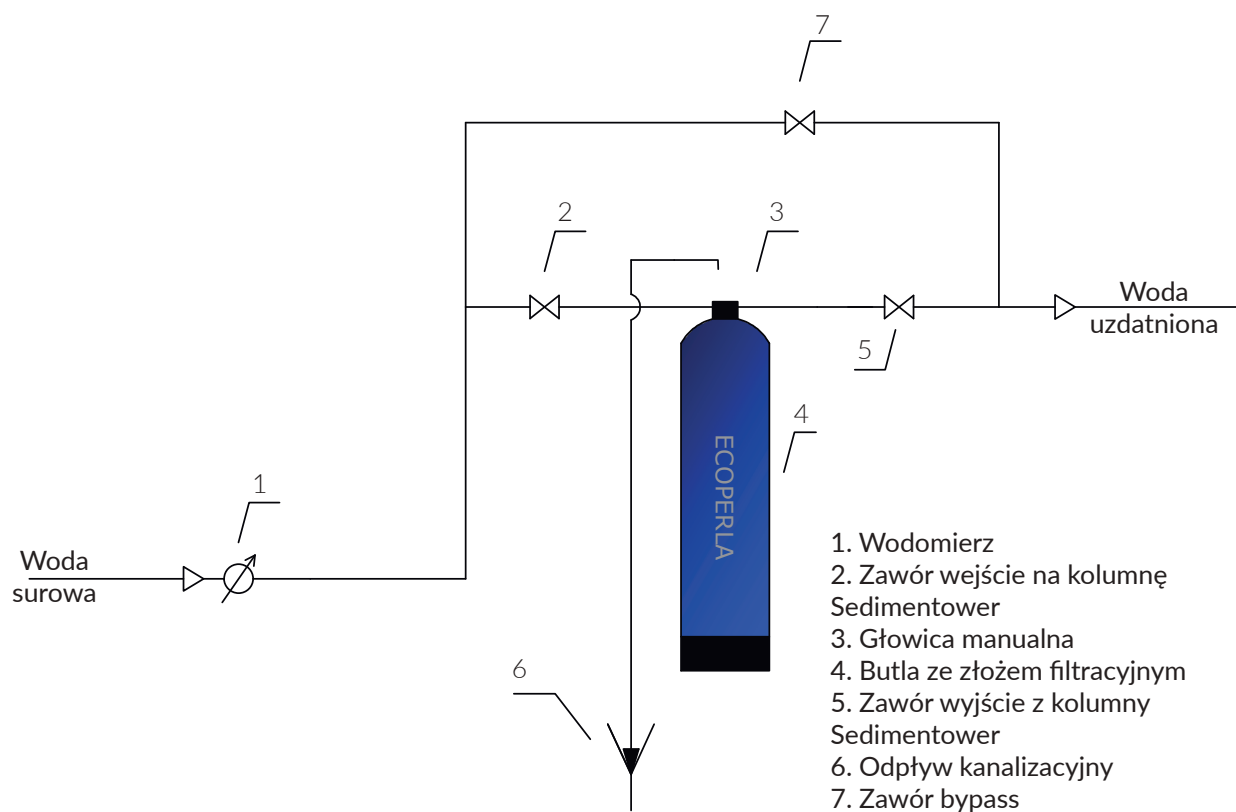 7
2
3
Woda
uzdatniona
5
4
ECOPERLA
1
Woda
surowa
6
1. Wodomierz
2. Zawór wejście na kolumnę
Sedimentower
3. Głowica manualna
4. Butla ze złożem filtracyjnym
5. Zawór wyjście z kolumny
Sedimentower
6. Odpływ kanalizacyjny
7. Zawór bypass